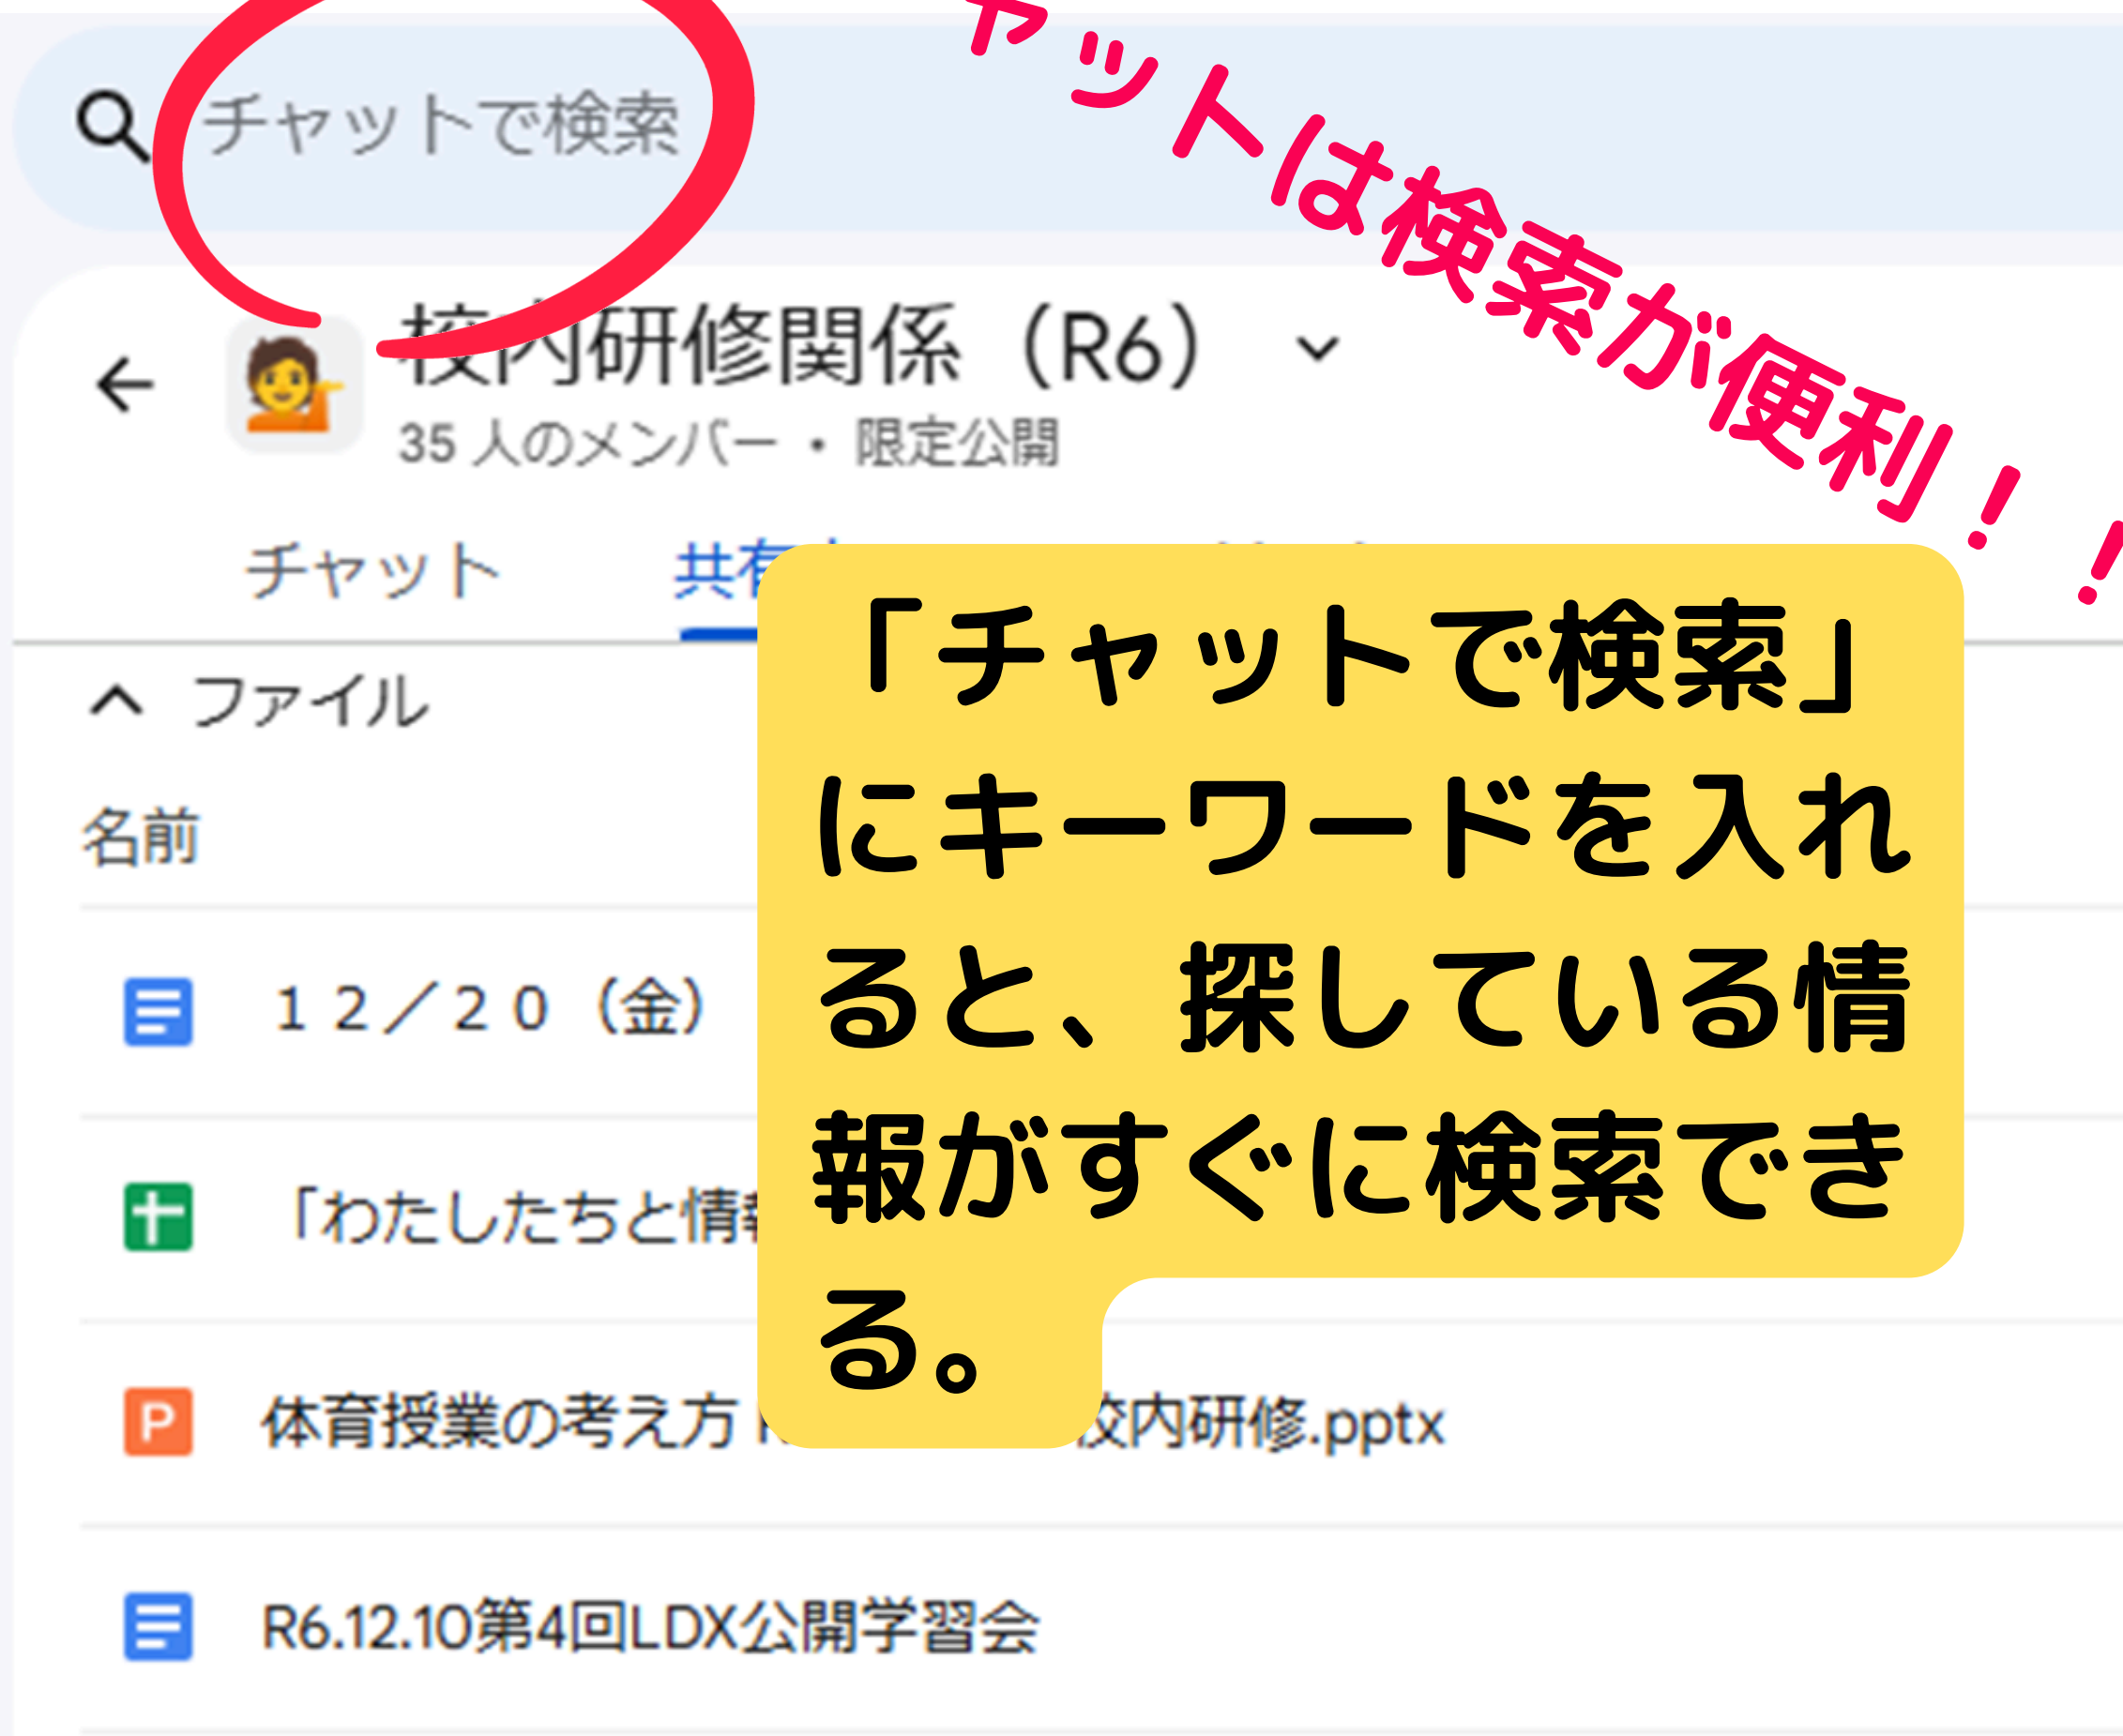 チャットで検索
ャットは検索が便利！！
校内研修関係（R6）
35 人のメンバー・ 限定公開
チャット
共有
「チャットで検索」
にキーワードを入れ
ると、探している情
報がすぐに検索でき
る。
ファイル
名前
１２／２０（金）
「わたしたちと情報
体育授業の考え方
校内研修.pptx
P
R6.12.10第4回LDX公開学習会